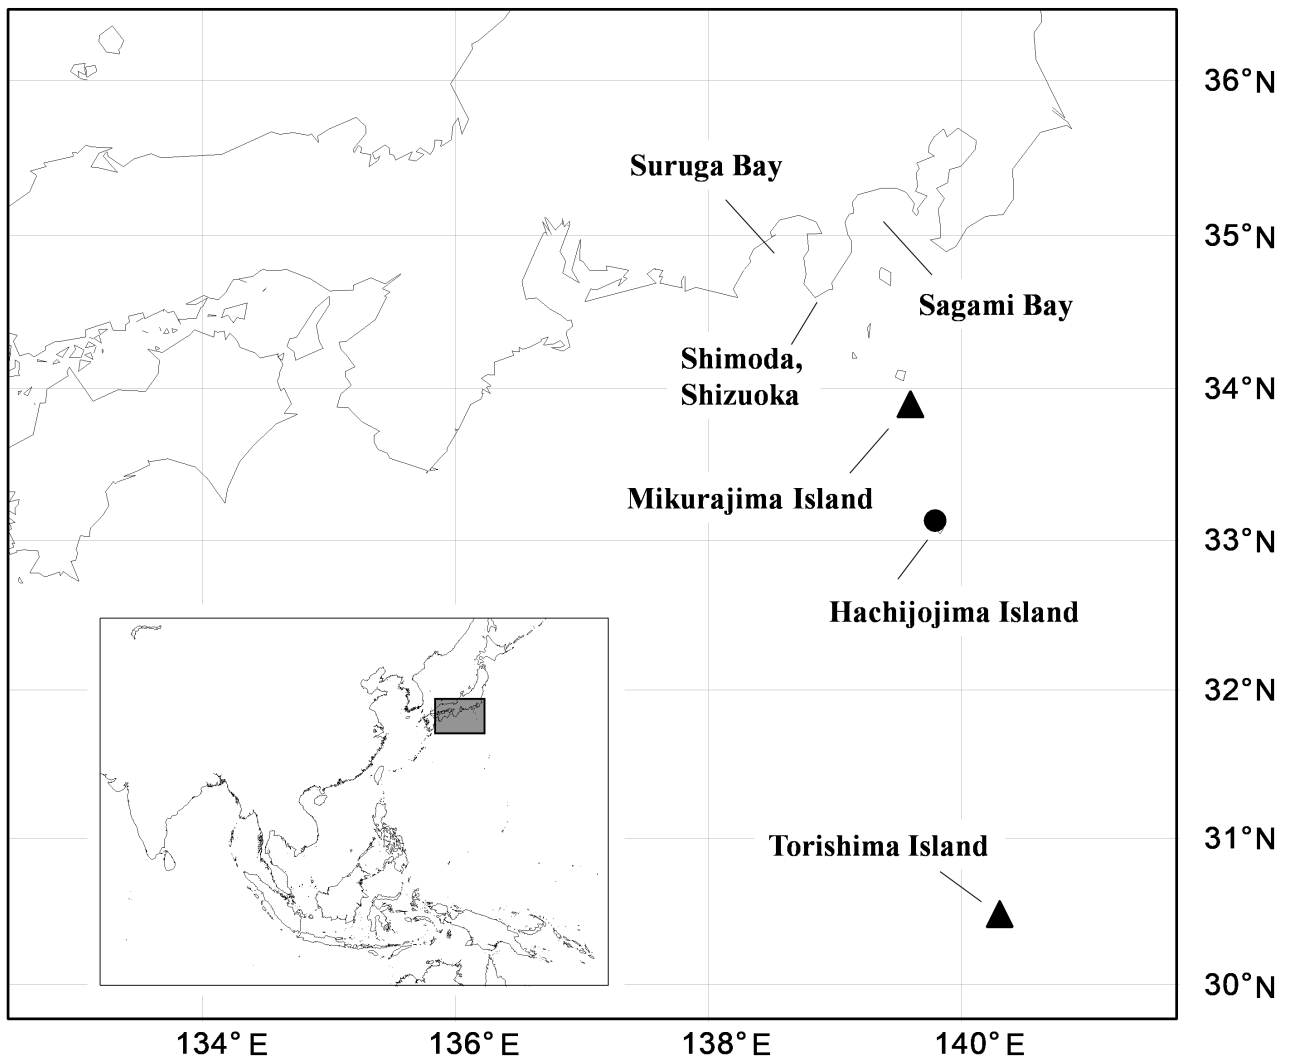 36°N
Suruga Bay
35°N
Sagami Bay
Shimoda,
Shizuoka
34°N
Mikurajima Island
33°N
Hachijojima Island
32°N
Torishima Island
31°N
30°N
134°E 136°E 138°E 140°E